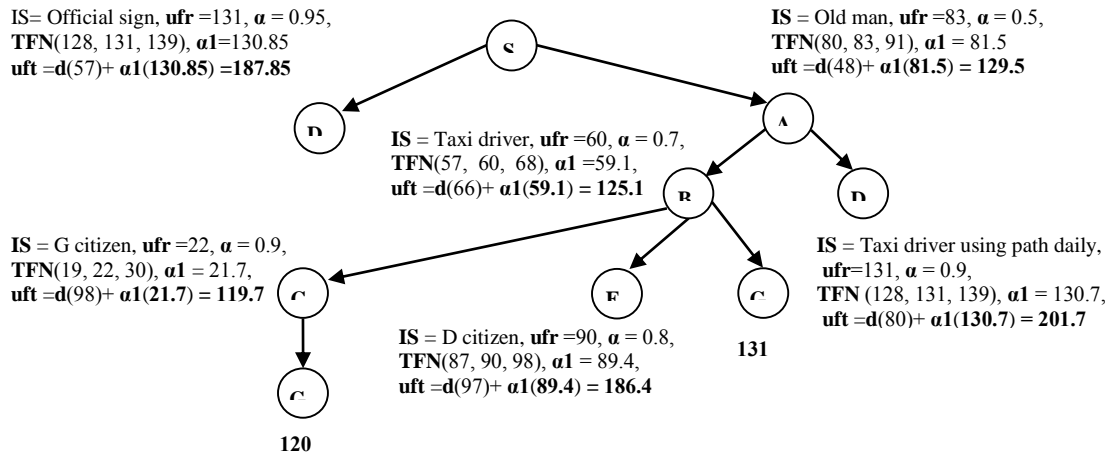 IS= Official sign, ufr =131, α = 0.95,
TFN(128, 131, 139), α1=130.85
uft =d(57)+ α1(130.85) =187.85
S
IS = Old man, ufr =83, α = 0.5,
TFN(80, 83, 91), α1 = 81.5
uft =d(48)+ α1(81.5) = 129.5
D
A
IS = Taxi driver, ufr =60, α = 0.7,
TFN(57, 60, 68), α1 =59.1,
uft =d(66)+ α1(59.1) = 125.1
B
D
IS = G citizen, ufr =22, α = 0.9,
TFN(19, 22, 30), α1 = 21.7,
uft =d(98)+ α1(21.7) = 119.7
IS = Taxi driver using path daily,
ufr=131, α = 0.9,
TFN (128, 131, 139), α1 = 130.7,
uft =d(80)+ α1(130.7) = 201.7
IS = D citizen, ufr =90, α = 0.8,
TFN(87, 90, 98), α1 = 89.4,
uft =d(97)+ α1(89.4) = 186.4
131
120